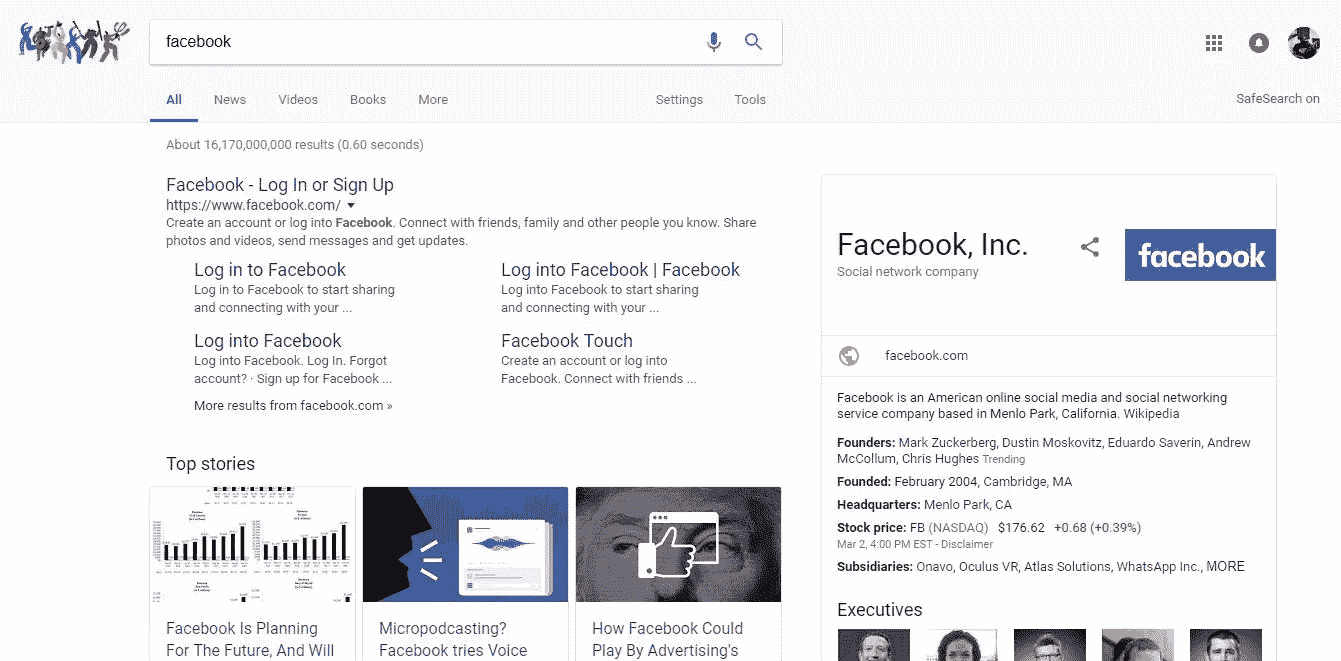 facebook
All News Videos Books More Settings Tools
SafeSearch on
About 16,170,000,000 results (0.60 seconds)
Facebook - Log In or Sign Up
https://www.facebook.com/
Create an account or log into Facebook. Connect with friends, family and other people you know. Share
photos and videos, send messages and get updates.
Log in to Facebook
Log in to Facebook to start sharing
and connecting with your ...
Log into Facebook | Facebook
Log into Facebook to start sharing
and connecting with your ...
Log into Facebook
Log into Facebook. Log In. Forgot
account? · Sign up for Facebook ...
Facebook Touch
Create an account or log into
Facebook. Connect with friends ...
More results from facebook.com »
Top stories
Facebook Is Planning
For The Future, And Will
Micropodcasting?
Facebook tries Voice
How Facebook Could
Play By Advertising's
Facebook, Inc.
Social network company
facebook
facebook.com
Facebook is an American online social media and social networking
service company based in Menlo Park, California. Wikipedia
Founders: Mark Zuckerberg, Dustin Moskovitz, Eduardo Saverin, Andrew
McCollum, Chris Hughes Trending
Founded: February 2004, Cambridge, MA
Headquarters: Menlo Park, CA
Stock price: FB (NASDAQ) $176.62 +0.68 (+0.39%)
Mar 2, 4:00 PM EST - Disclaimer
Subsidiaries: Onavo, Oculus VR, Atlas Solutions, WhatsApp Inc., MORE
Executives